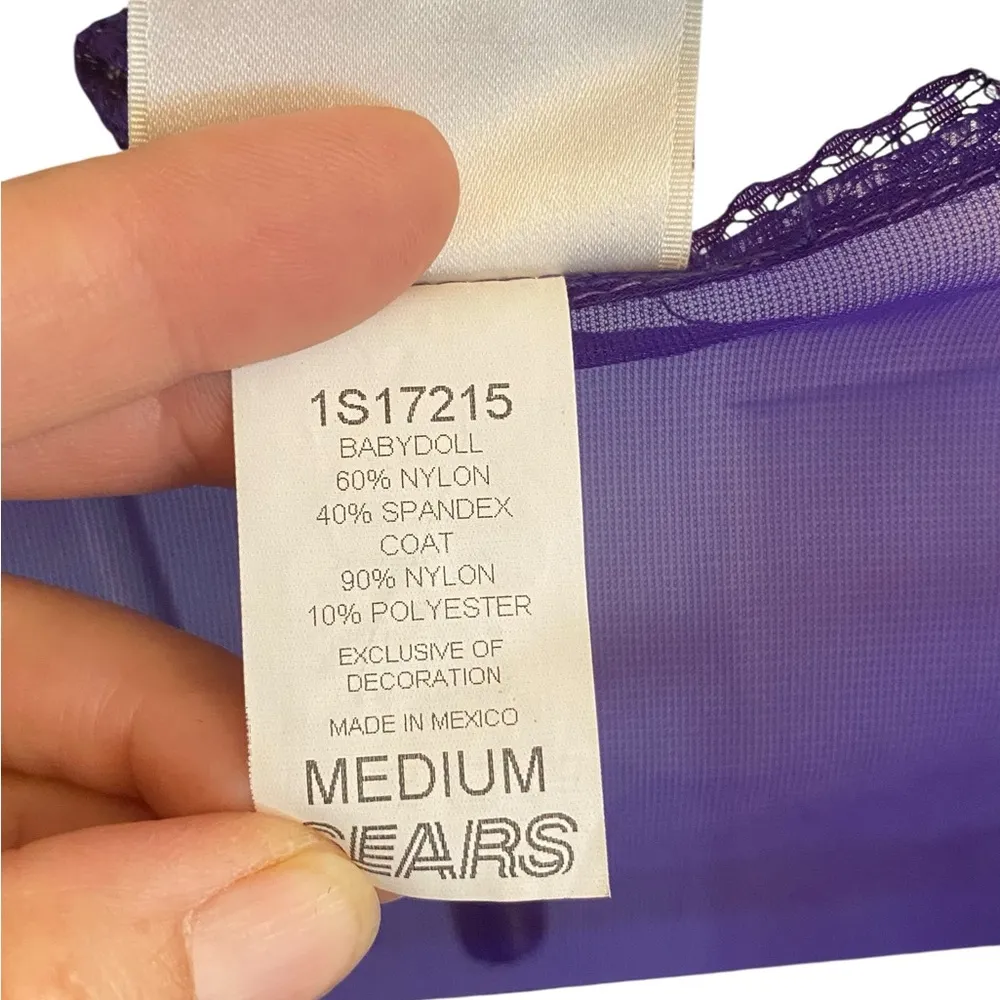 1S17215
BABYDOLL
60% NYLON
40% SPANDEX
COAT
90% NYLON
10% POLYESTER
EXCLUSIVE OF
DECORATION
MADE IN MEXICO
MEDIUM
SEARS